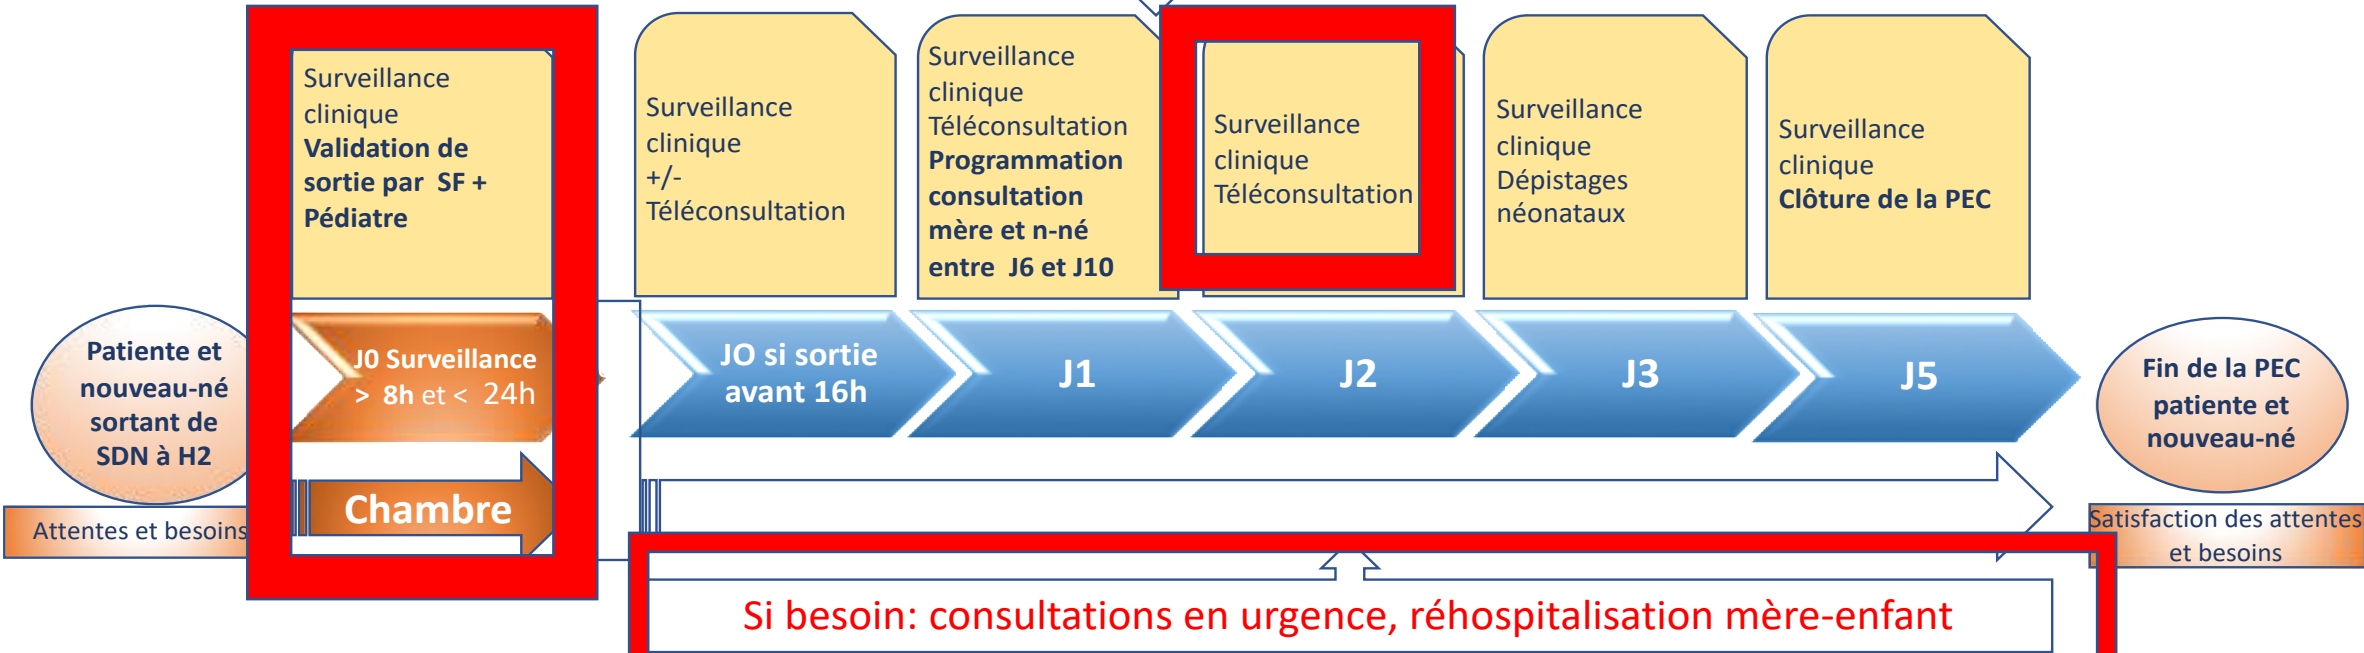 Surveillance
clinique
Validation de
sortie par SF +
Pédiatre
Surveillance
clinique
+/-
Téléconsultation
Surveillance
clinique
Téléconsultation
Programmation
consultation
mère et n-né
entre J6 et J10
Surveillance
clinique
Téléconsultation
Surveillance
clinique
Dépistages
néonataux
Surveillance
clinique
Clôture de la PEC
Patiente et
nouveau-né
sortant de
SDN à H2
J0 Surveillance
> 8h et < 24h
JO si sortie
avant 16h
J1
J2
J3
J5
Fin de la PEC
patiente et
nouveau-né
Attentes et besoins
Chambre
Satisfaction des attentes
et besoins
Si besoin: consultations en urgence, réhospitalisation mère-enfant